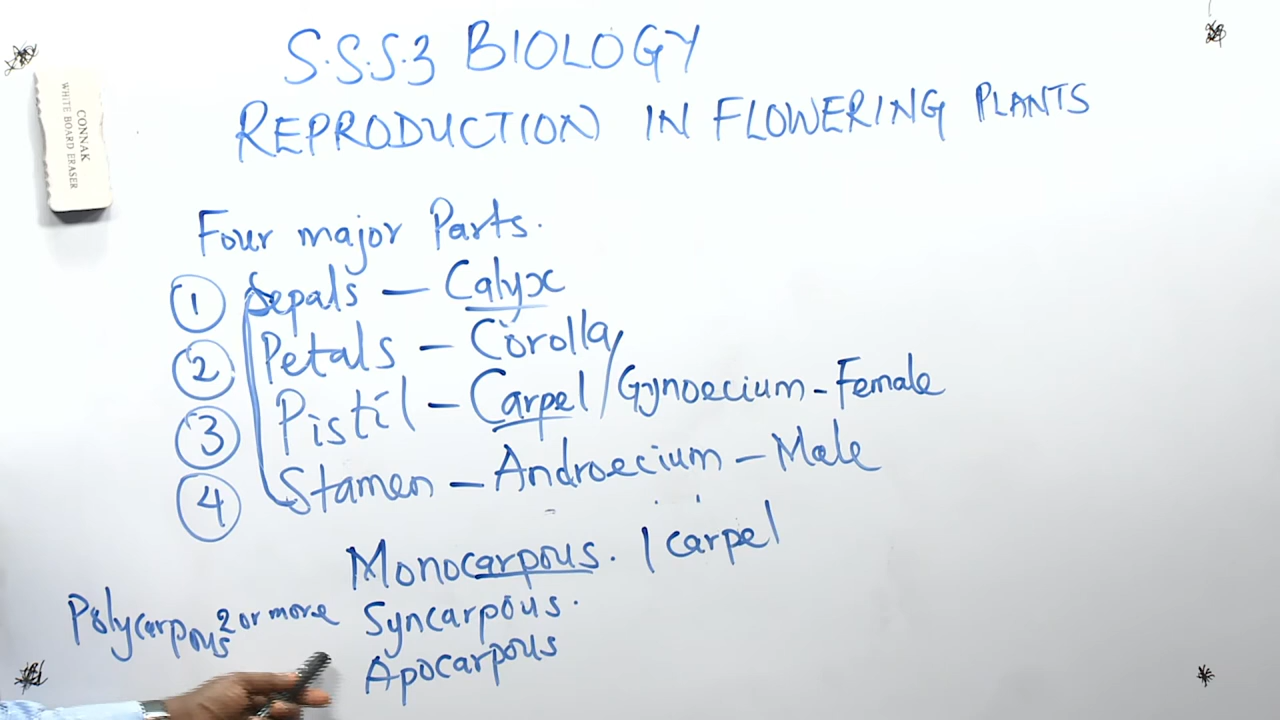 S.S.S.3 BIOLOGY
REPRODUCTION IN FLOWERING PLANTS
CONNAK
WHITE BOARD ERASER
Four major Parts.
1 Sepals — Calyx
2 Petals – Corolla
3 Pistil – Carpel/Gynoecium – Female
4 Stamen – Androecium – Male
Monocarpous. 1 carpel
Polycarpous 2 or more
Syncarpous.
Apocarpous